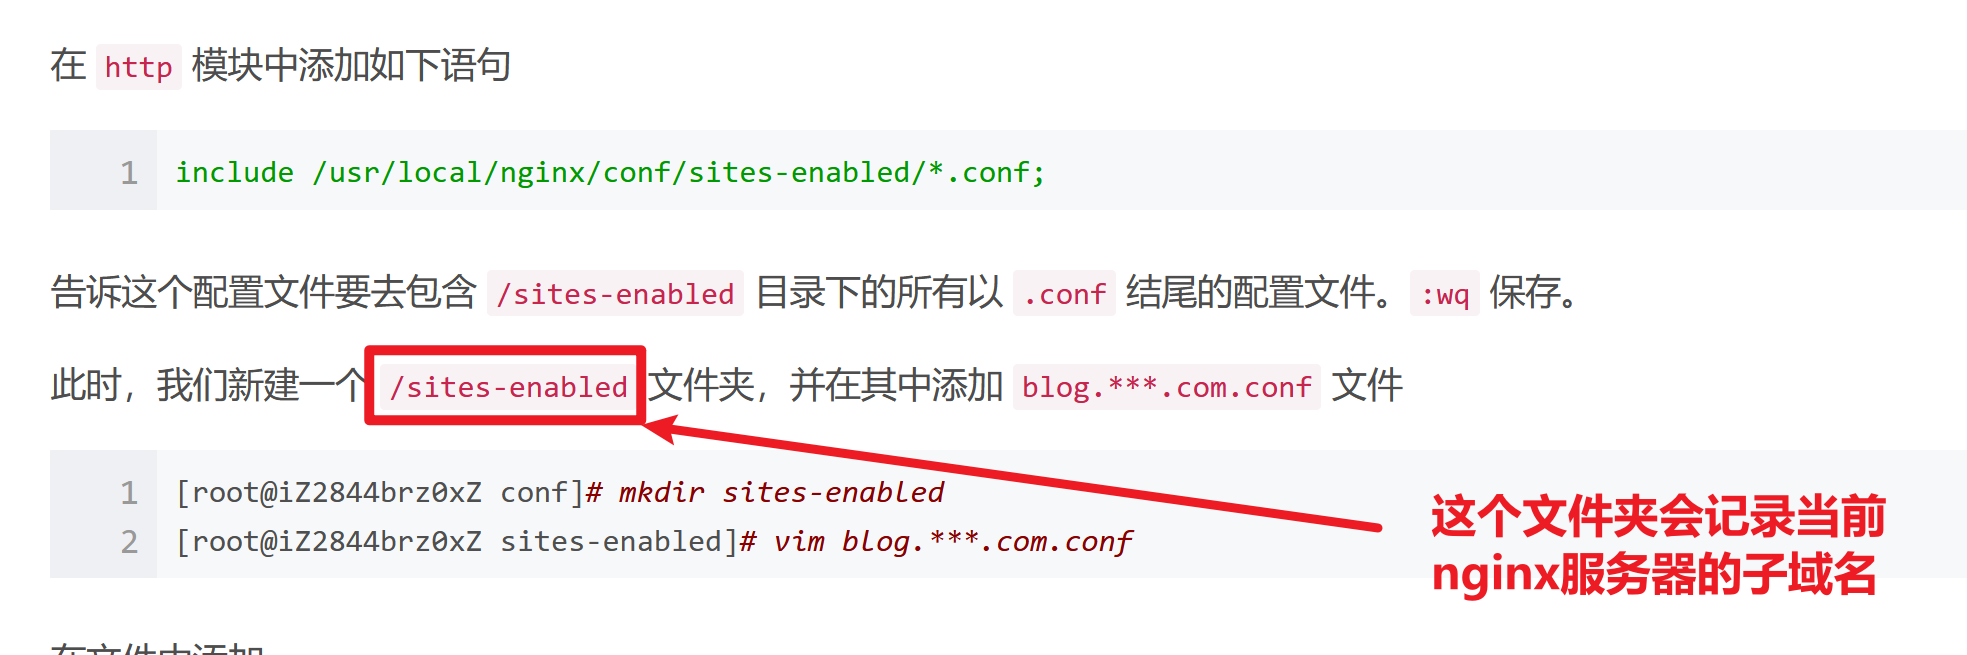 在 http 模块中添加如下语句
1 include /usr/local/nginx/conf/sites-enabled/*.conf;
告诉这个配置文件要去包含 /sites-enabled 目录下的所有以 .conf 结尾的配置文件。 :wq 保存。
此时，我们新建一个 /sites-enabled 文件夹，并在其中添加 blog.***.com.conf 文件
1 [root@iZ2844brz0xZ conf]# mkdir sites-enabled
2 [root@iZ2844brz0xZ sites-enabled]# vim blog.***.com.conf
这个文件夹会记录当前
nginx服务器的子域名
在文件中添加